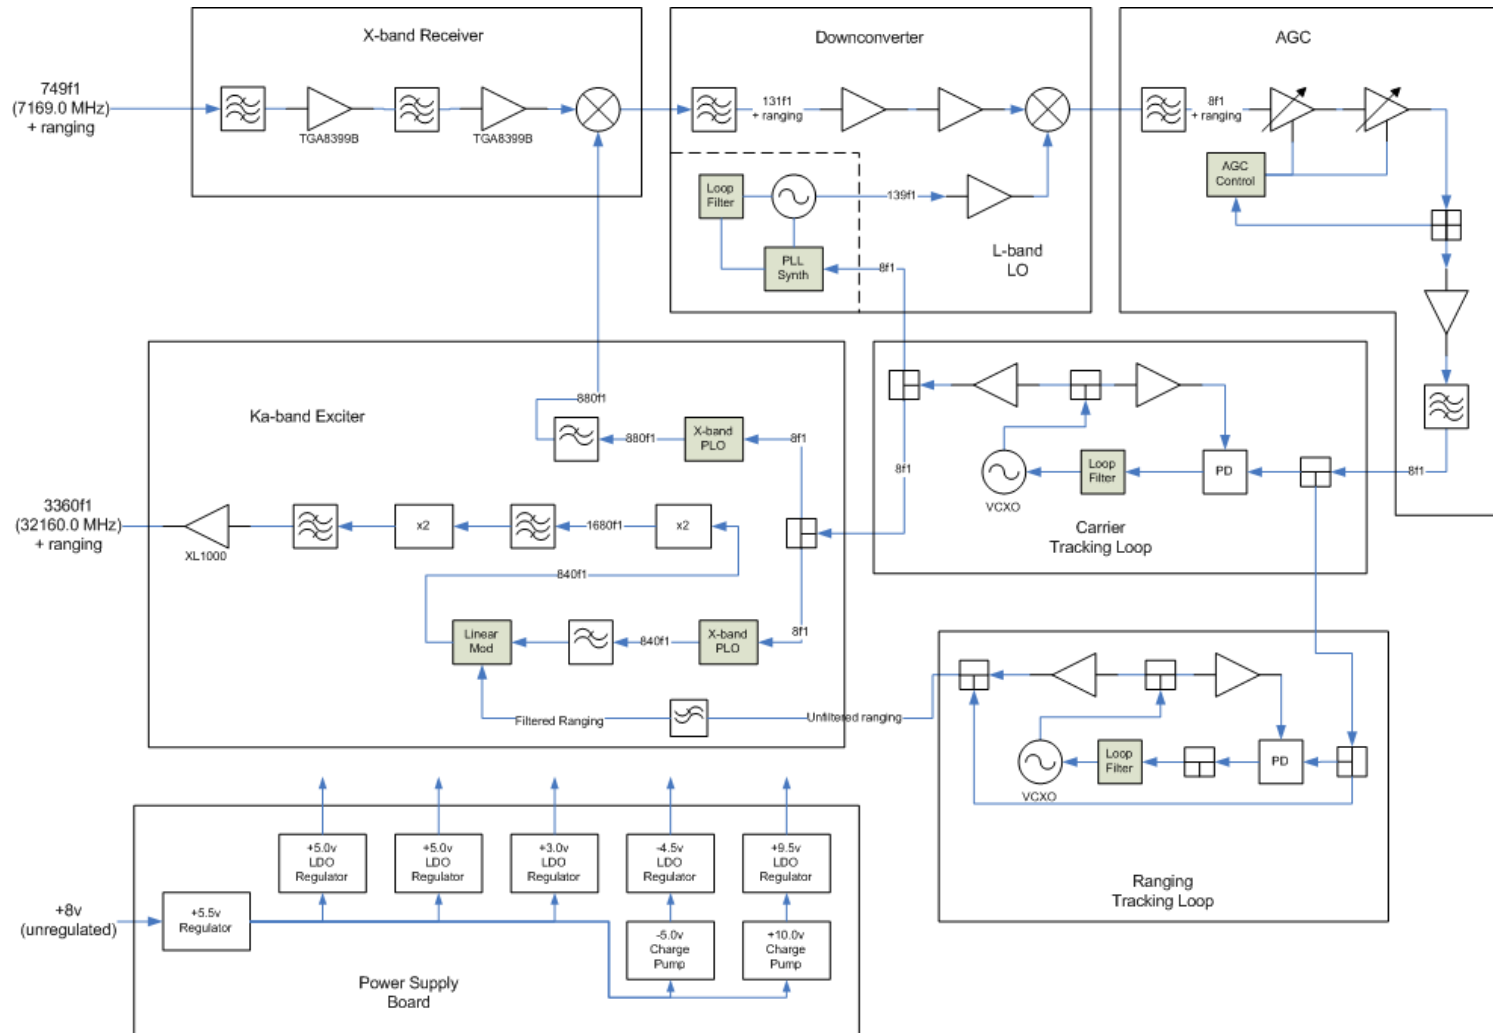 X-band Receiver
749f1
(7169.0 MHz)
+ ranging
TGA8399B
TGA8399B
Downconverter
131f1
+ ranging
Loop
Filter
139f1
PLL
Synth
8f1
L-band
LO
AGC
8f1
+ ranging
AGC
Control
Ka-band Exciter
880f1
880f1
X-band
PLO
8f1
3360f1
(32160.0 MHz)
+ ranging
XL1000
x2
1680f1
x2
840f1
Linear
Mod
840f1
X-band
PLO
8f1
Filtered Ranging
Unfiltered ranging
8f1
VCXO
Loop
Filter
PD
8f1
Carrier
Tracking Loop
VCXO
Loop
Filter
PD
Ranging
Tracking Loop
+8v
(unregulated)
+5.5v
Regulator
+5.0v
LDO
Regulator
+5.0v
LDO
Regulator
+3.0v
LDO
Regulator
-4.5v
LDO
Regulator
+9.5v
LDO
Regulator
-5.0v
Charge
Pump
+10.0v
Charge
Pump
Power Supply
Board